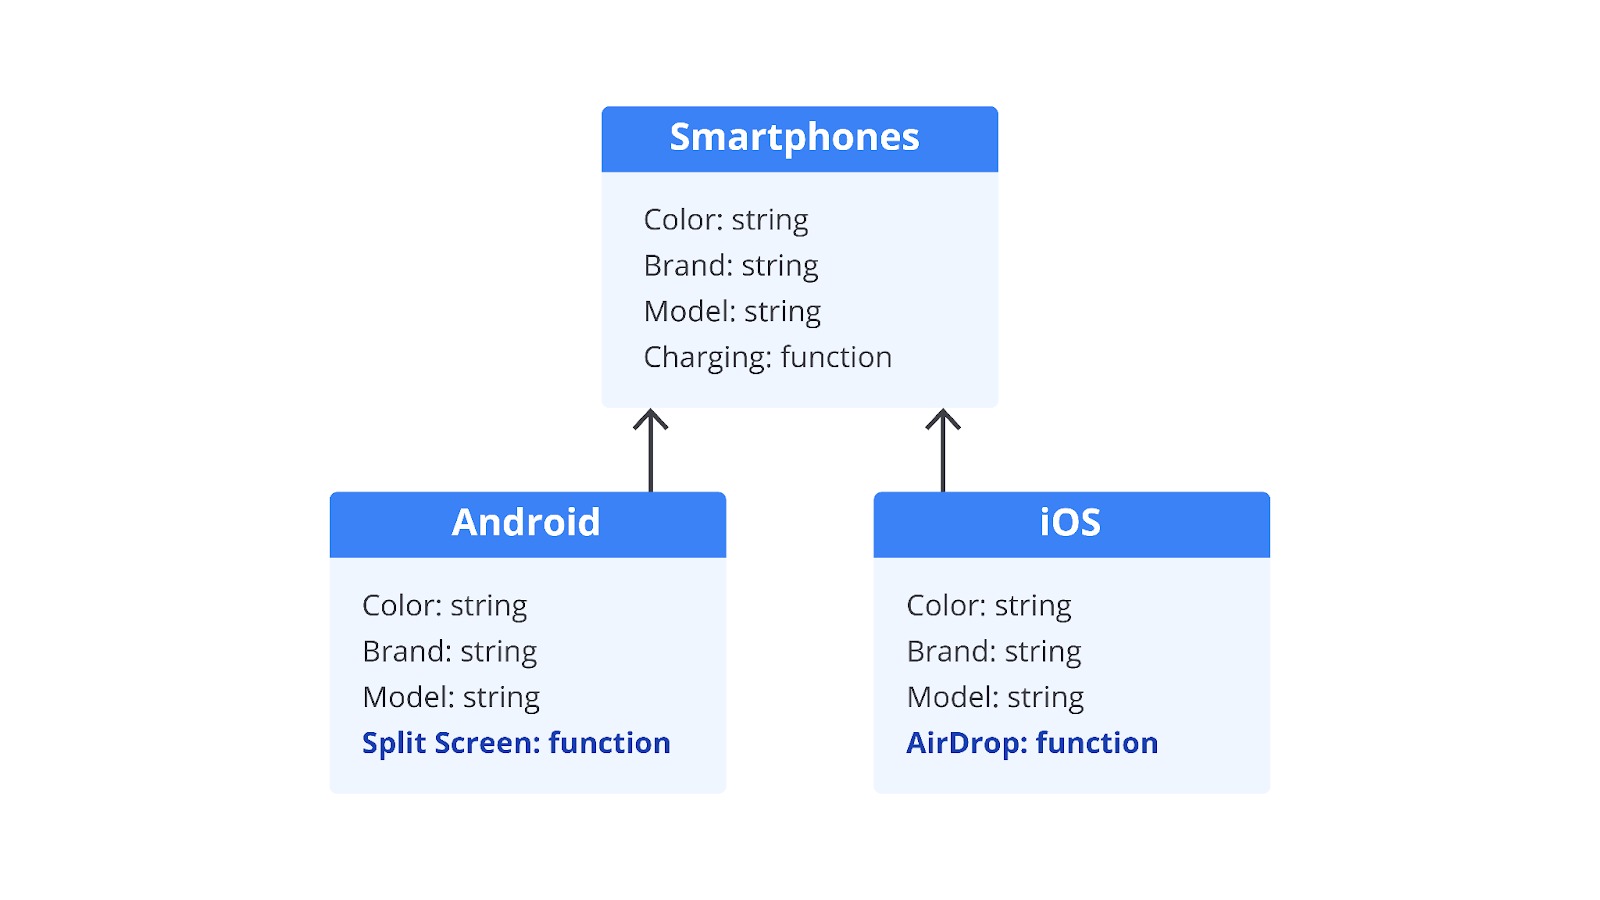 Smartphones
Color: string
Brand: string
Model: string
Charging: function
Android
Color: string
Brand: string
Model: string
Split Screen: function
iOS
Color: string
Brand: string
Model: string
AirDrop: function